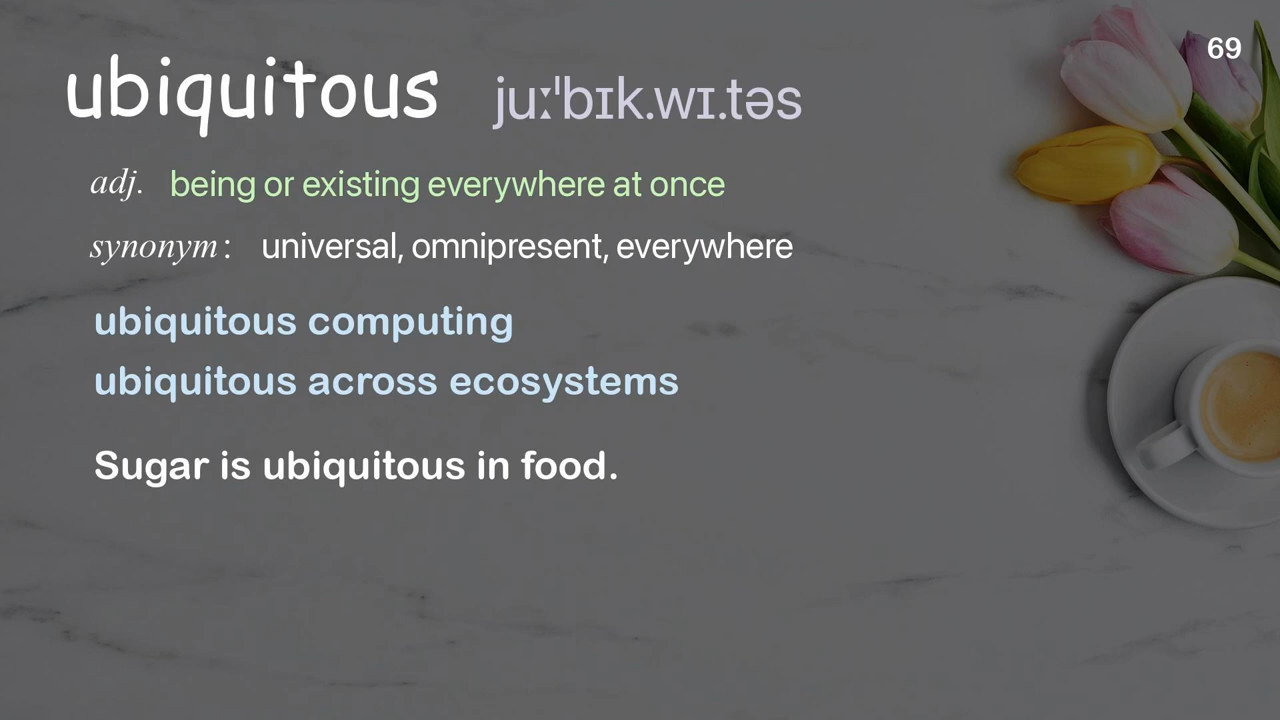 69
ubiquitous juːˈbɪk.wɪ.təs
adj. being or existing everywhere at once
synonym: universal, omnipresent, everywhere
ubiquitous computing
ubiquitous across ecosystems
Sugar is ubiquitous in food.